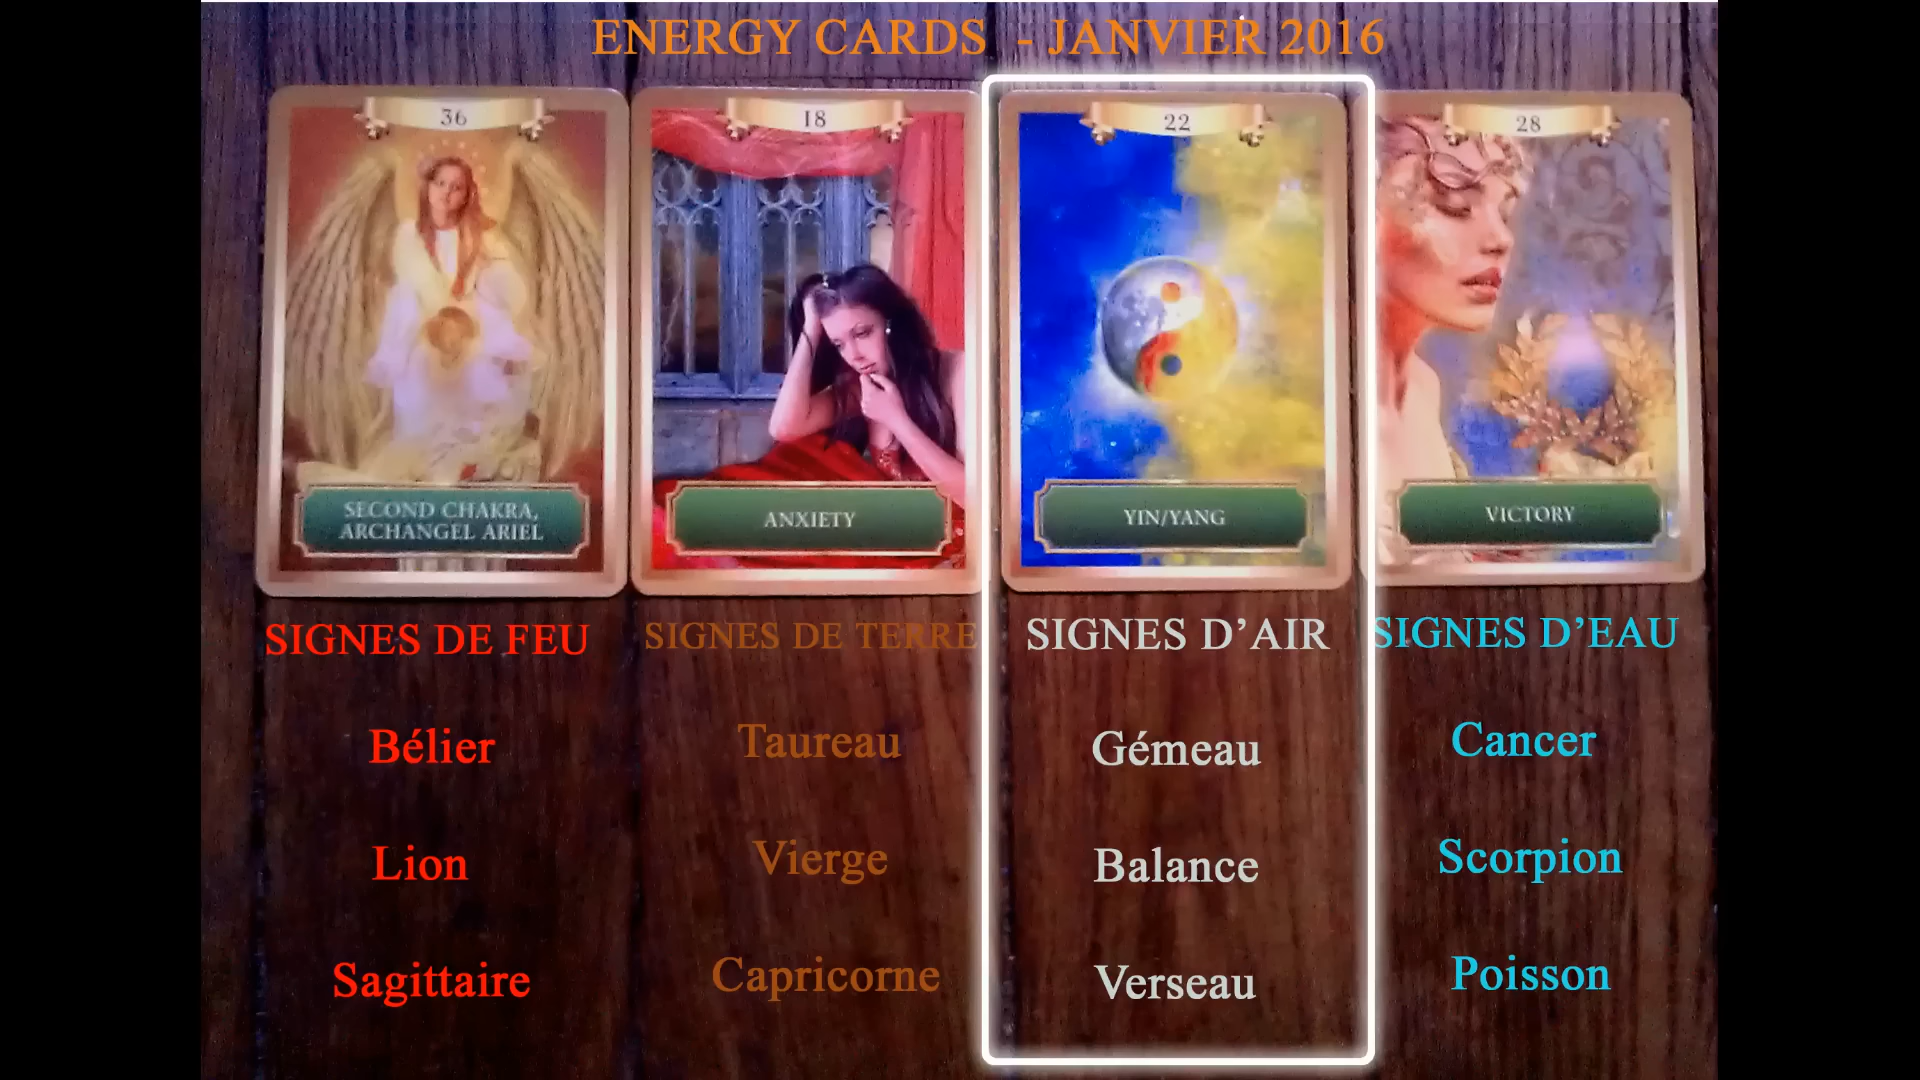 ENERGY CARDS - JANVIER 2016
36
SECOND CHAKRA,
ARCHANGEL ARIEL
18
ANXIETY
22
YIN/YANG
28
VICTORY
SIGNES DE FEU
Bélier
Lion
Sagittaire
SIGNES DE TERRE
Taureau
Vierge
Capricorne
SIGNES D’AIR
Gémeau
Balance
Verseau
SIGNES D’EAU
Cancer
Scorpion
Poisson